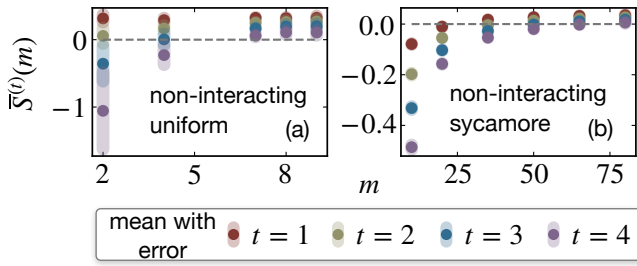 S̅⁽ᵗ⁾(m)
0
−1
non-interacting
uniform
(a)
2 5 8
0.0
−0.2
−0.4
non-interacting
sycamore
(b)
25 50 75
m
mean with
error
t = 1 t = 2 t = 3 t = 4